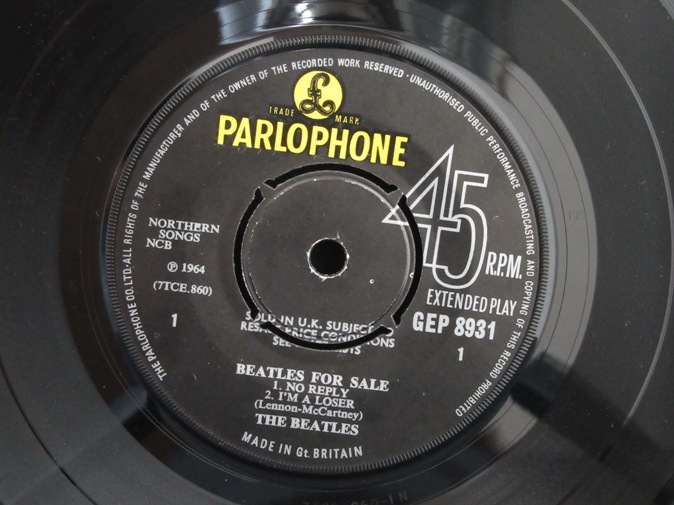 THE PARLOPHONE CO.LTD.·ALL RIGHTS OF THE MANUFACTURER AND OF THE OWNER OF THE RECORDED WORK RESERVED·UNAUTHORISED PUBLIC PERFORMANCE BROADCASTING AND COPYING OF THIS RECORD PROHIBITED
£
TRADE MARK
PARLOPHONE
45
R.P.M.
EXTENDED PLAY
GEP 8931
1
NORTHERN
SONGS
NCB
℗ 1964
(7TCE.860)
1
SOLD IN U.K. SUBJECT
PRICE CONDITIONS
BEATLES FOR SALE
1. NO REPLY
2. I'M A LOSER
(Lennon-McCartney)
THE BEATLES
MADE IN Gt. BRITAIN